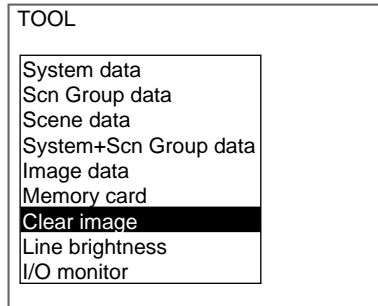 TOOL
System data
Scn Group data
Scene data
System+Scn Group data
Image data
Memory card
Clear image
Line brightness
I/O monitor